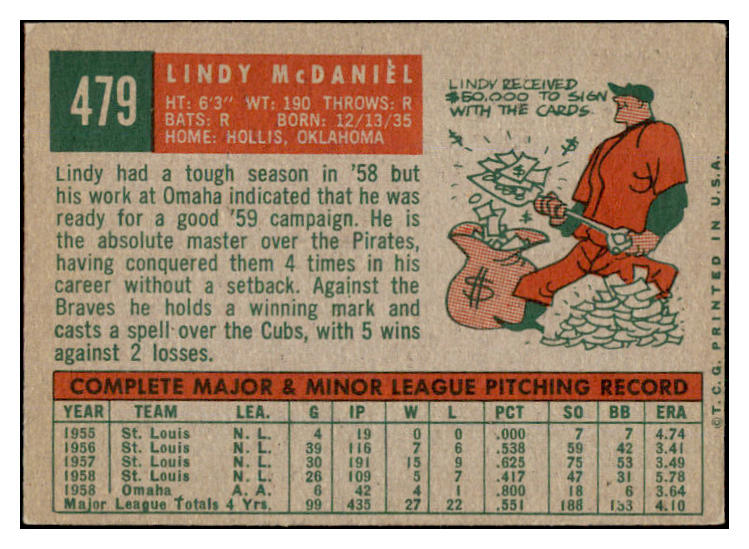 479
LINDY McDANIEL
HT: 6'3" WT: 190 THROWS: R
BATS: R BORN: 12/13/35
HOME: HOLLIS, OKLAHOMA
Lindy had a tough season in '58 but
his work at Omaha indicated that he was
ready for a good '59 campaign. He is
the absolute master over the Pirates,
having conquered them 4 times in his
career without a setback. Against the
Braves he holds a winning mark and
casts a spell over the Cubs, with 5 wins
against 2 losses.
LINDY RECEIVED
$50,000 TO SIGN
WITH THE CARDS.
$
COMPLETE MAJOR & MINOR LEAGUE PITCHING RECORD
YEAR TEAM LEA. G IP W L PCT SO BB ERA
1955 St. Louis N. L. 4 19 0 0 .000 7 7 4.74
1956 St. Louis N. L. 39 116 7 6 .538 59 42 3.41
1957 St. Louis N. L. 30 191 15 9 .625 75 53 3.49
1958 St. Louis N. L. 26 109 5 7 .417 47 31 5.78
1958 Omaha A. A. 6 42 4 1 .800 18 6 3.64
Major League Totals 4 Yrs. 99 435 27 22 .551 188 133 4.10
©T.C.G. PRINTED IN U.S.A.